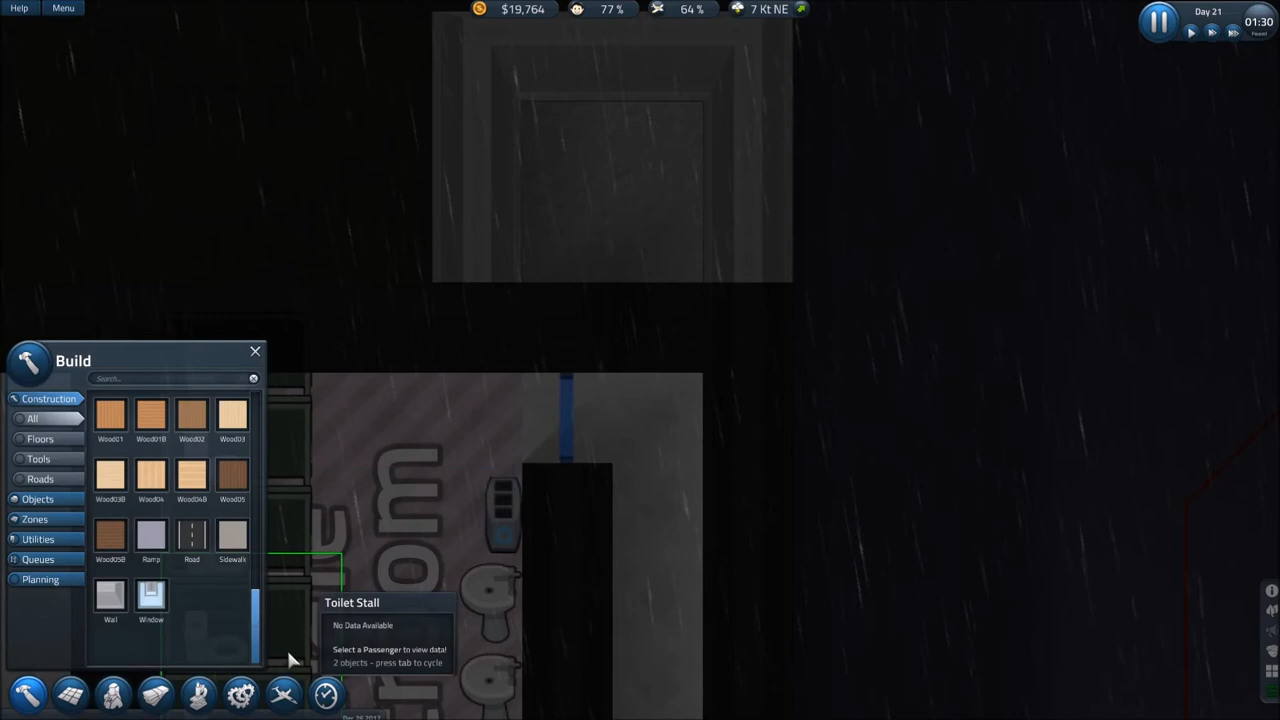 Help
Menu
$19,764
77 %
64 %
7 Kt NE
Day 21
01:30
Paused
Build
Search...
Construction
All
Floors
Tools
Roads
Objects
Zones
Utilities
Queues
Planning
Wood01
Wood01B
Wood02
Wood03
Wood03B
Wood04
Wood04B
Wood05
Wood05B
Ramp
Road
Sidewalk
Wall
Window
Toilet Stall
No Data Available
Select a Passenger to view data!
2 objects - press tab to cycle